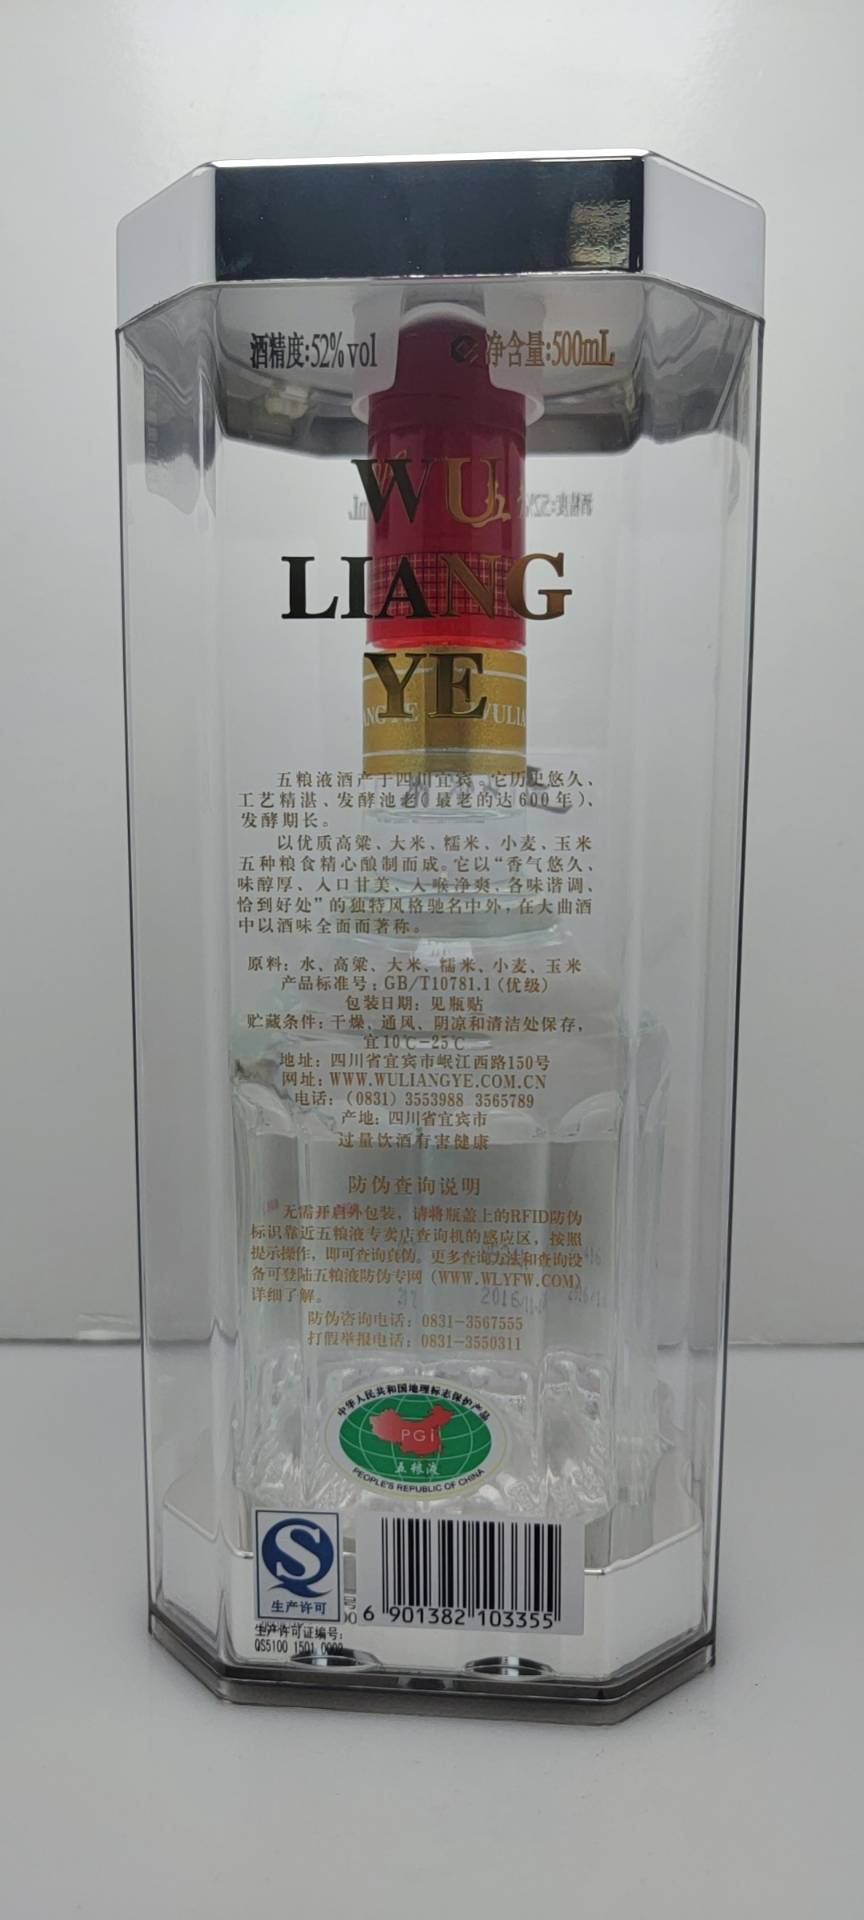 酒精度:52%vol
净含量:500mL
WU
LIANG
YE
五粮液酒产于四川宜宾。它历史悠久、
工艺精湛、发酵池老(最老的达600年)、
发酵期长。
以优质高粱、大米、糯米、小麦、玉米
五种粮食精心酿制而成。它以“香气悠久、
味醇厚、入口甘美、入喉净爽、各味谐调、
恰到好处”的独特风格驰名中外,在大曲酒
中以酒味全面而著称。
原料：水、高粱、大米、糯米、小麦、玉米
产品标准号：GB/T10781.1(优级)
包装日期：见瓶贴
贮藏条件：干燥、通风、阴凉和清洁处保存,
宜10℃-25℃
地址：四川省宜宾市岷江西路150号
网址：WWW.WULIANGYE.COM.CN
电话：(0831) 3553988 3565789
产地：四川省宜宾市
过量饮酒有害健康
防伪查询说明
无需开启外包装，请将瓶盖上的RFID防伪
标识靠近五粮液专卖店查询机的感应区，按照
提示操作，即可查询真伪。更多查询方法和查询设
备可登陆五粮液防伪专网（WWW.WLYFW.COM）
详细了解。
防伪咨询电话：0831-3567555
打假举报电话：0831-3550311
中华人民共和国地理标志保护产品
PGI
五粮液
PEOPLE'S REPUBLIC OF CHINA
生产许可
6 901382 103355
生产许可证编号:
QS5100 1501 0009